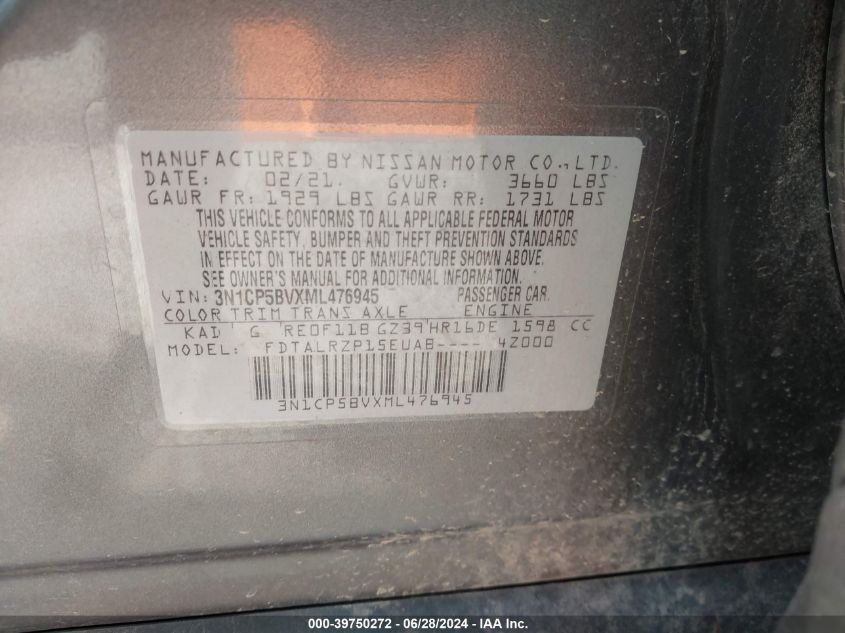 MANUFACTURED BY NISSAN MOTOR CO., LTD.
DATE: 02/21. GVWR: 3660 LBS
GAWR FR: 1929 LBS GAWR RR: 1731 LBS
THIS VEHICLE CONFORMS TO ALL APPLICABLE FEDERAL MOTOR
VEHICLE SAFETY, BUMPER AND THEFT PREVENTION STANDARDS
IN EFFECT ON THE DATE OF MANUFACTURE SHOWN ABOVE.
SEE OWNER'S MANUAL FOR ADDITIONAL INFORMATION.
VIN: 3N1CP5BVXML476945 PASSENGER CAR
COLOR TRIM TRANS AXLE ENGINE
KAD G RE0F11B GZ39 HR16DE 1598 CC
MODEL: FDTALRZP15EUAB---- 4Z000
3N1CP5BVXML476945
000-39750272 - 06/28/2024 - IAA Inc.